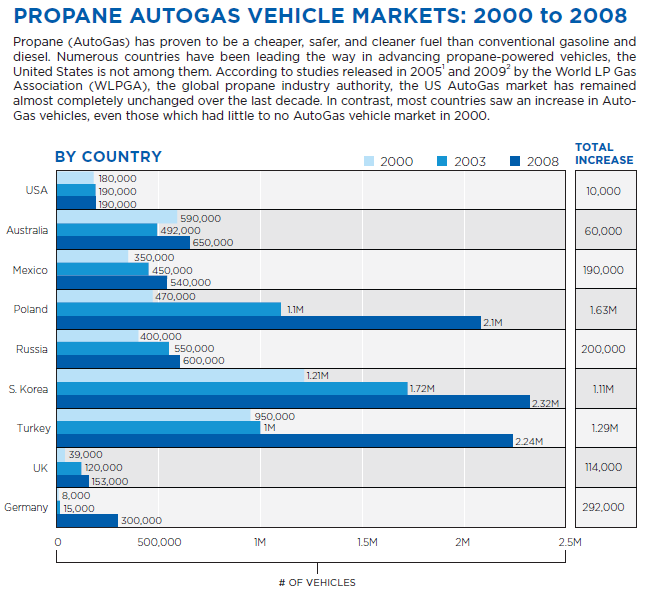 PROPANE AUTOGAS VEHICLE MARKETS: 2000 to 2008
Propane (AutoGas) has proven to be a cheaper, safer, and cleaner fuel than conventional gasoline and
diesel. Numerous countries have been leading the way in advancing propane-powered vehicles, the
United States is not among them. According to studies released in 2005¹ and 2009² by the World LP Gas
Association (WLPGA), the global propane industry authority, the US AutoGas market has remained
almost completely unchanged over the last decade. In contrast, most countries saw an increase in Auto-
Gas vehicles, even those which had little to no AutoGas vehicle market in 2000.
BY COUNTRY
2000 2003 2008
TOTAL
INCREASE
USA
180,000
190,000
190,000
10,000
Australia
590,000
492,000
650,000
60,000
Mexico
350,000
450,000
540,000
190,000
Poland
470,000
1.1M
2.1M
1.63M
Russia
400,000
550,000
600,000
200,000
S. Korea
1.21M
1.72M
2.32M
1.11M
Turkey
950,000
1M
2.24M
1.29M
UK
39,000
120,000
153,000
114,000
Germany
8,000
15,000
300,000
292,000
0 500,000 1M 1.5M 2M 2.5M
# OF VEHICLES